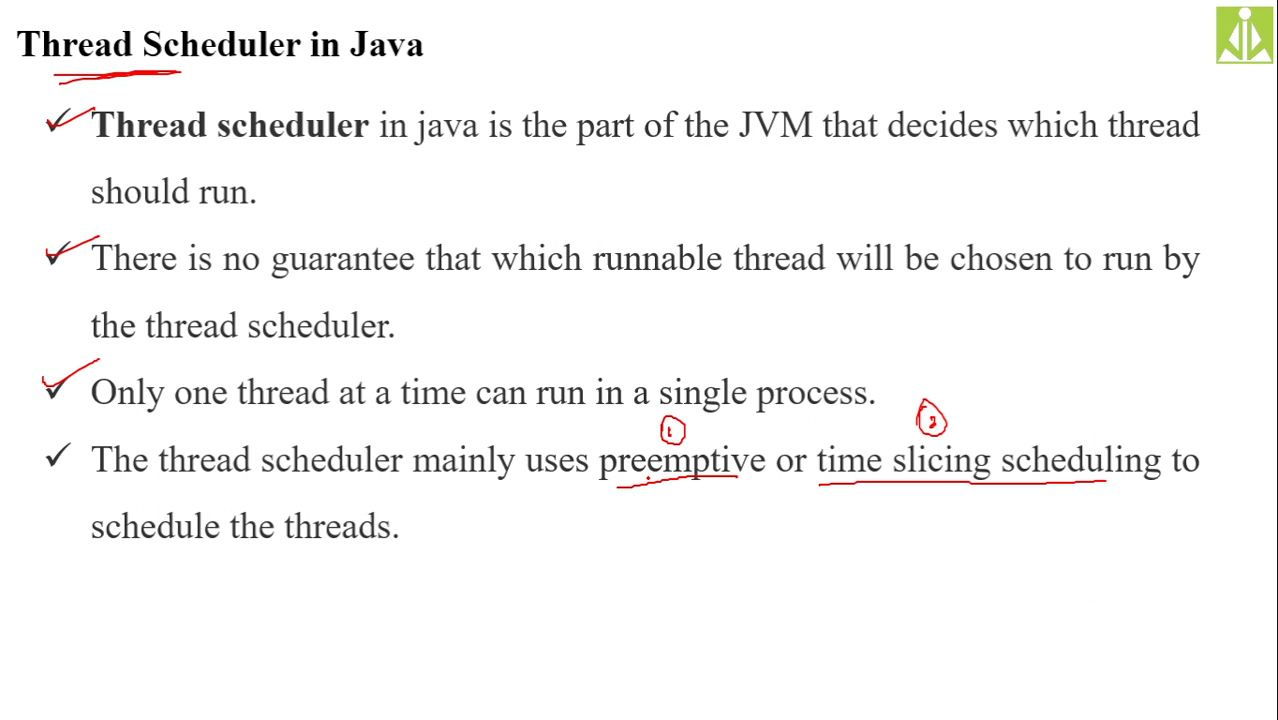 Thread Scheduler in Java
Thread scheduler in java is the part of the JVM that decides which thread
should run.
There is no guarantee that which runnable thread will be chosen to run by
the thread scheduler.
Only one thread at a time can run in a single process.
1 2
The thread scheduler mainly uses preemptive or time slicing scheduling to
schedule the threads.